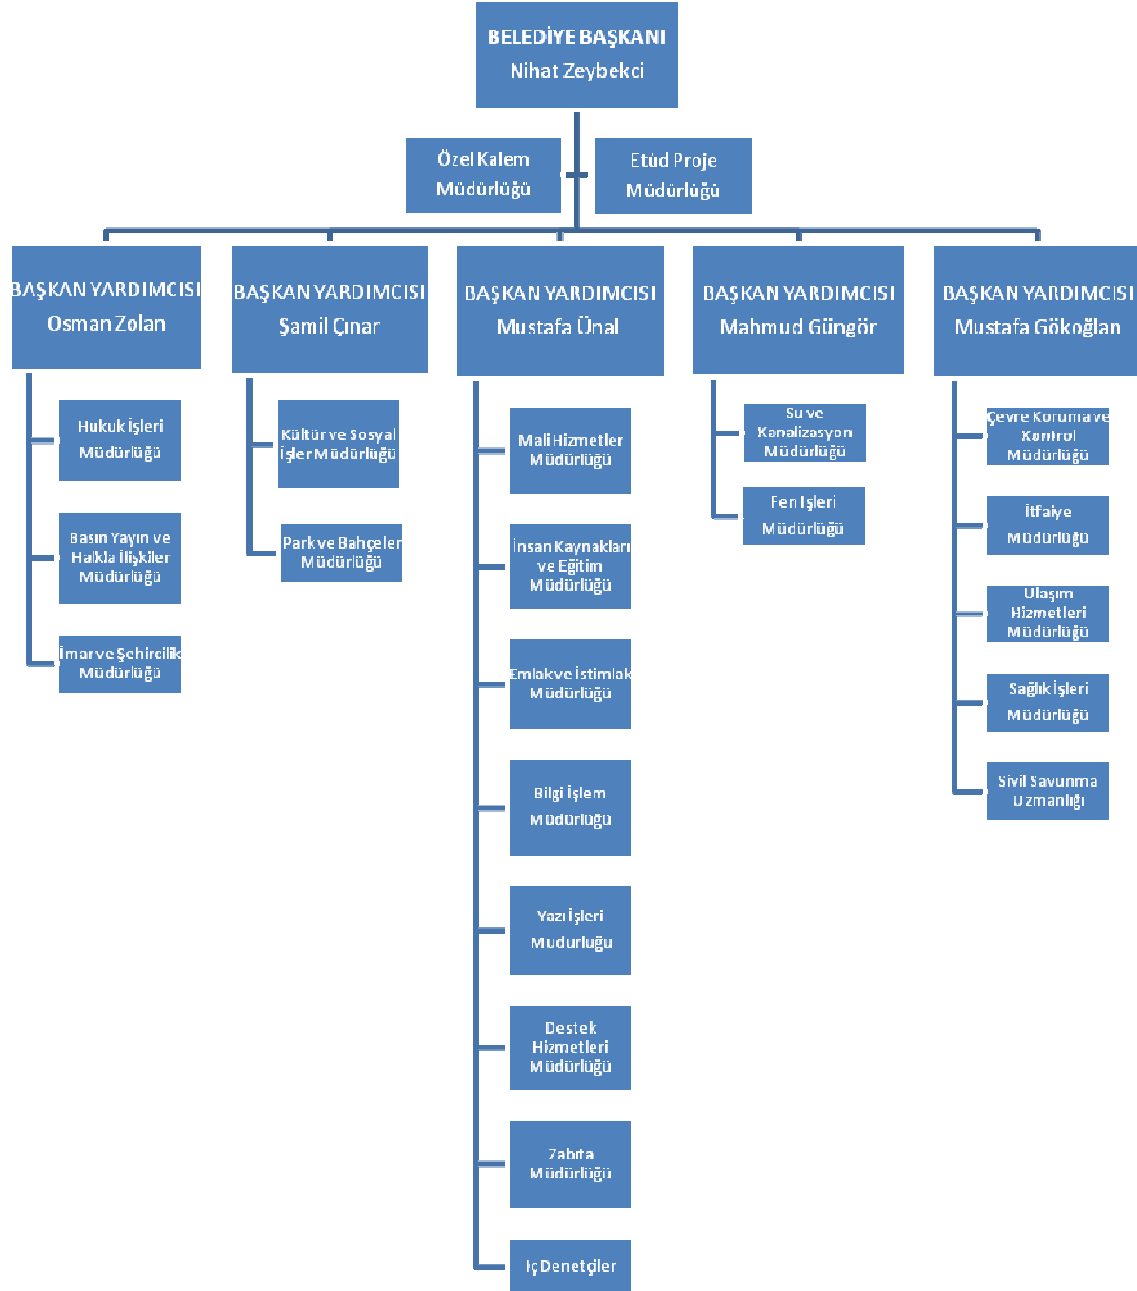 BELEDİYE BAŞKANI
Nihat Zeybekci
Özel Kalem
Müdürlüğü
Etüd Proje
Müdürlüğü
BAŞKAN YARDIMCISI
Osman Zolan
BAŞKAN YARDIMCISI
Şamil Çınar
BAŞKAN YARDIMCISI
Mustafa Ünal
BAŞKAN YARDIMCISI
Mahmud Güngör
BAŞKAN YARDIMCISI
Mustafa Gökoğlan
Hukuk İşleri
Müdürlüğü
Basın Yayın ve
Halkla İlişkiler
Müdürlüğü
İmar ve Şehircilik
Müdürlüğü
Kültür ve Sosyal
İşler Müdürlüğü
Park ve Bahçeler
Müdürlüğü
Mali Hizmetler
Müdürlüğü
İnsan Kaynakları
ve Eğitim
Müdürlüğü
Emlak ve İstimlak
Müdürlüğü
Bilgi İşlem
Müdürlüğü
Yazı İşleri
Müdürlüğü
Destek
Hizmetleri
Müdürlüğü
Zabıta
Müdürlüğü
İç Denetçiler
Su ve
Kanalizasyon
Müdürlüğü
Fen İşleri
Müdürlüğü
Çevre Koruma ve
Kontrol
Müdürlüğü
İtfaiye
Müdürlüğü
Ulaşım
Hizmetleri
Müdürlüğü
Sağlık İşleri
Müdürlüğü
Sivil Savunma
Uzmanlığı